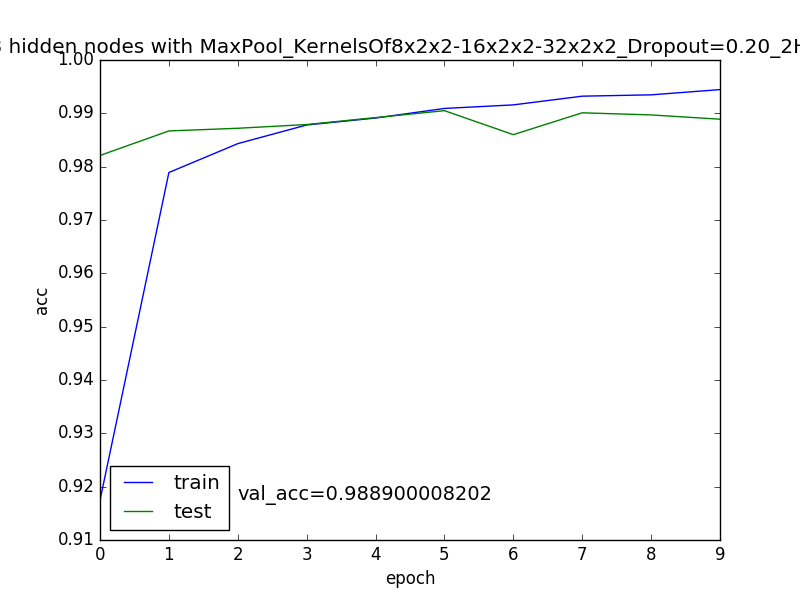 hidden nodes with MaxPool_KernelsOf8x2x2-16x2x2-32x2x2_Dropout=0.20_2H
1.00
0.99
0.98
0.97
0.96
0.95
0.94
0.93
0.92
0.91
acc
train
test
val_acc=0.988900008202
0 1 2 3 4 5 6 7 8 9
epoch